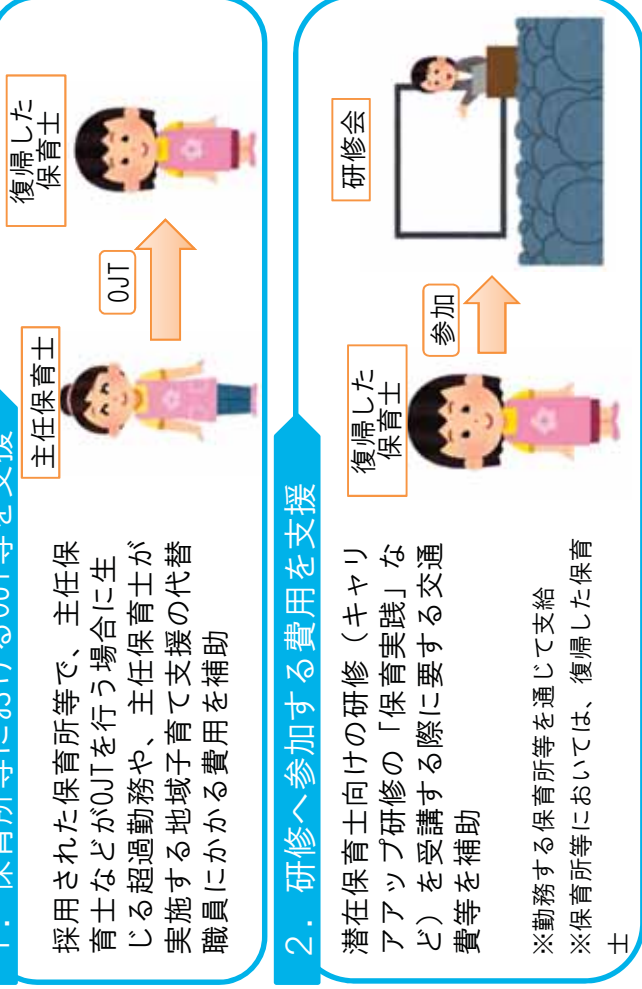 1．保育所等におけるOJT等を支援
採用された保育所等で、主任保
育士などがOJTを行う場合に生
じる超過勤務や、主任保育士が
実施する地域子育て支援の代替
職員にかかる費用を補助
主任保育士
OJT
復帰した
保育士
2．研修へ参加する費用を支援
潜在保育士向けの研修（キャリ
アアップ研修の「保育実践」な
ど）を受講する際に要する交通
費等を補助
※勤務する保育所等を通じて支給
※保育所等においては、復帰した保育
士
復帰した
保育士
参加
研修会